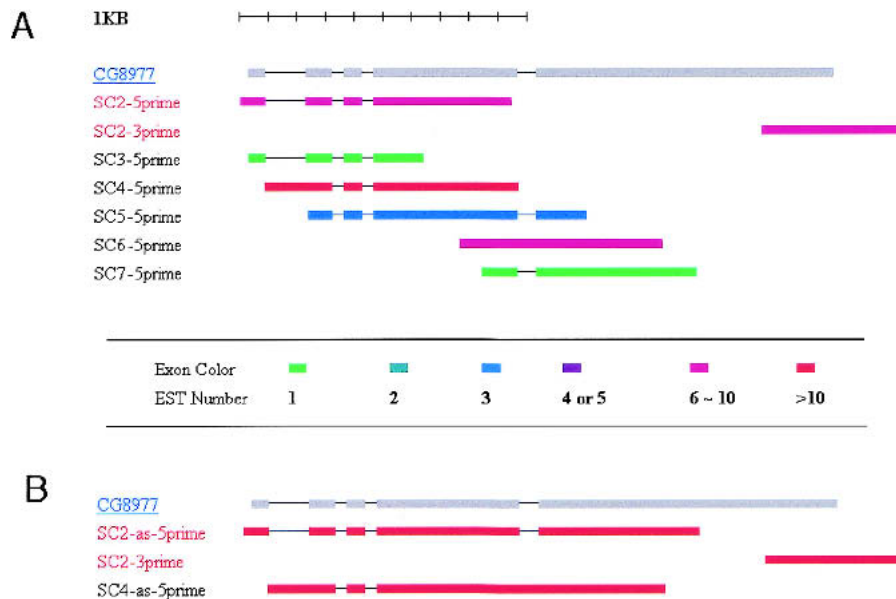 A
1KB
CG8977
SC2-5prime
SC2-3prime
SC3-5prime
SC4-5prime
SC5-5prime
SC6-5prime
SC7-5prime
Exon Color
EST Number 1 2 3 4 or 5 6 ~ 10 >10
B
CG8977
SC2-as-5prime
SC2-3prime
SC4-as-5prime